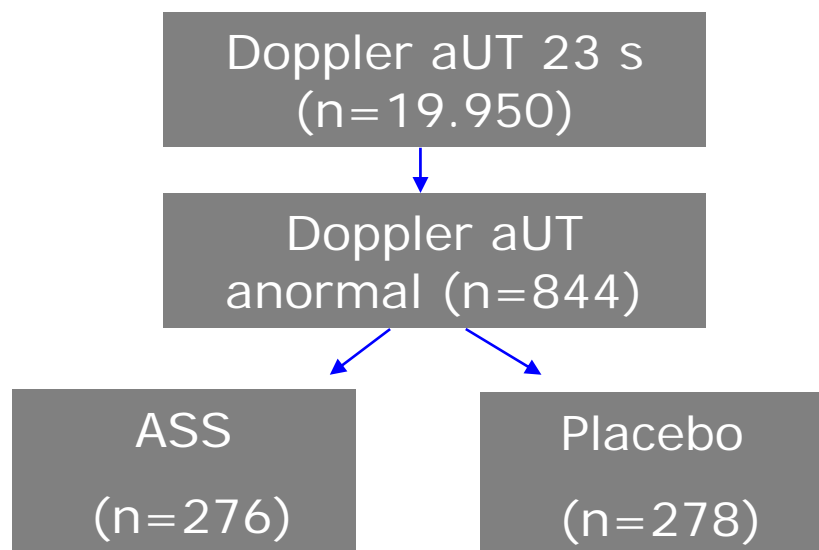 Doppler aUT 23 s
(n=19.950)
Doppler aUT
anormal (n=844)
ASS
(n=276)
Placebo
(n=278)